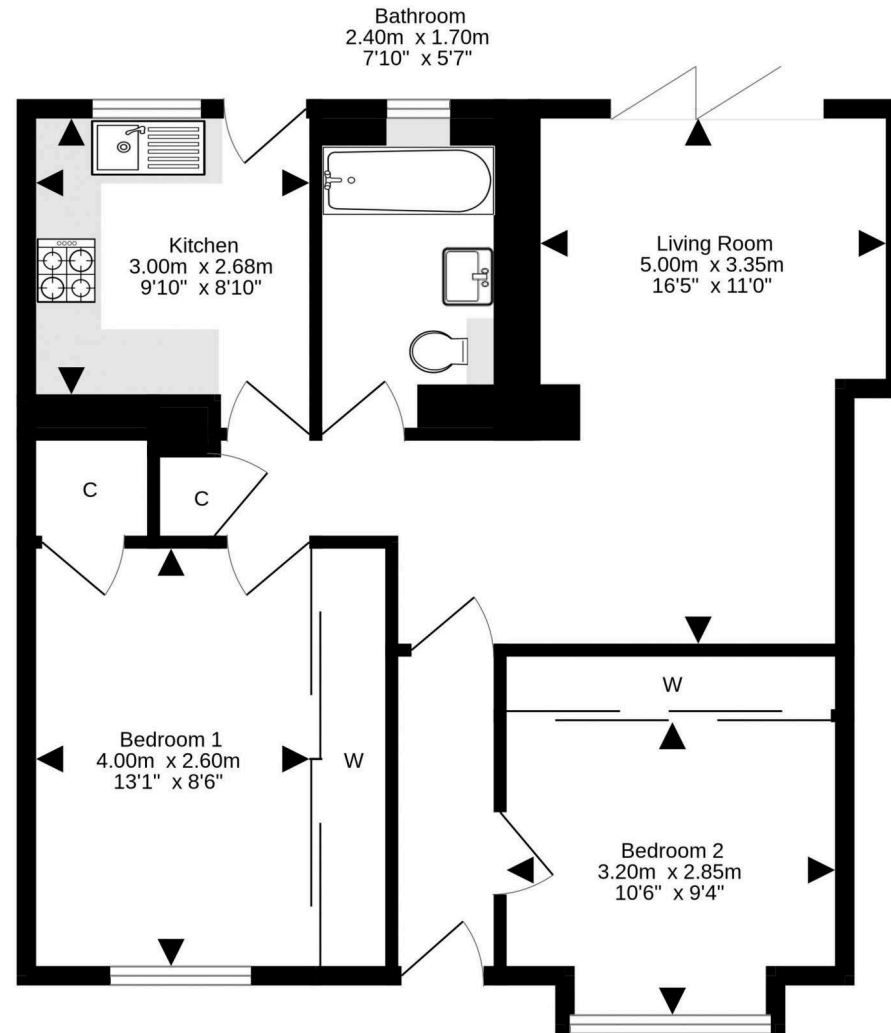 Bathroom
2.40m x 1.70m
7'10" x 5'7"
Kitchen
3.00m x 2.68m
9'10" x 8'10"
Living Room
5.00m x 3.35m
16'5" x 11'0"
C
C
Bedroom 1
4.00m x 2.60m
13'1" x 8'6"
W
W
Bedroom 2
3.20m x 2.85m
10'6" x 9'4"